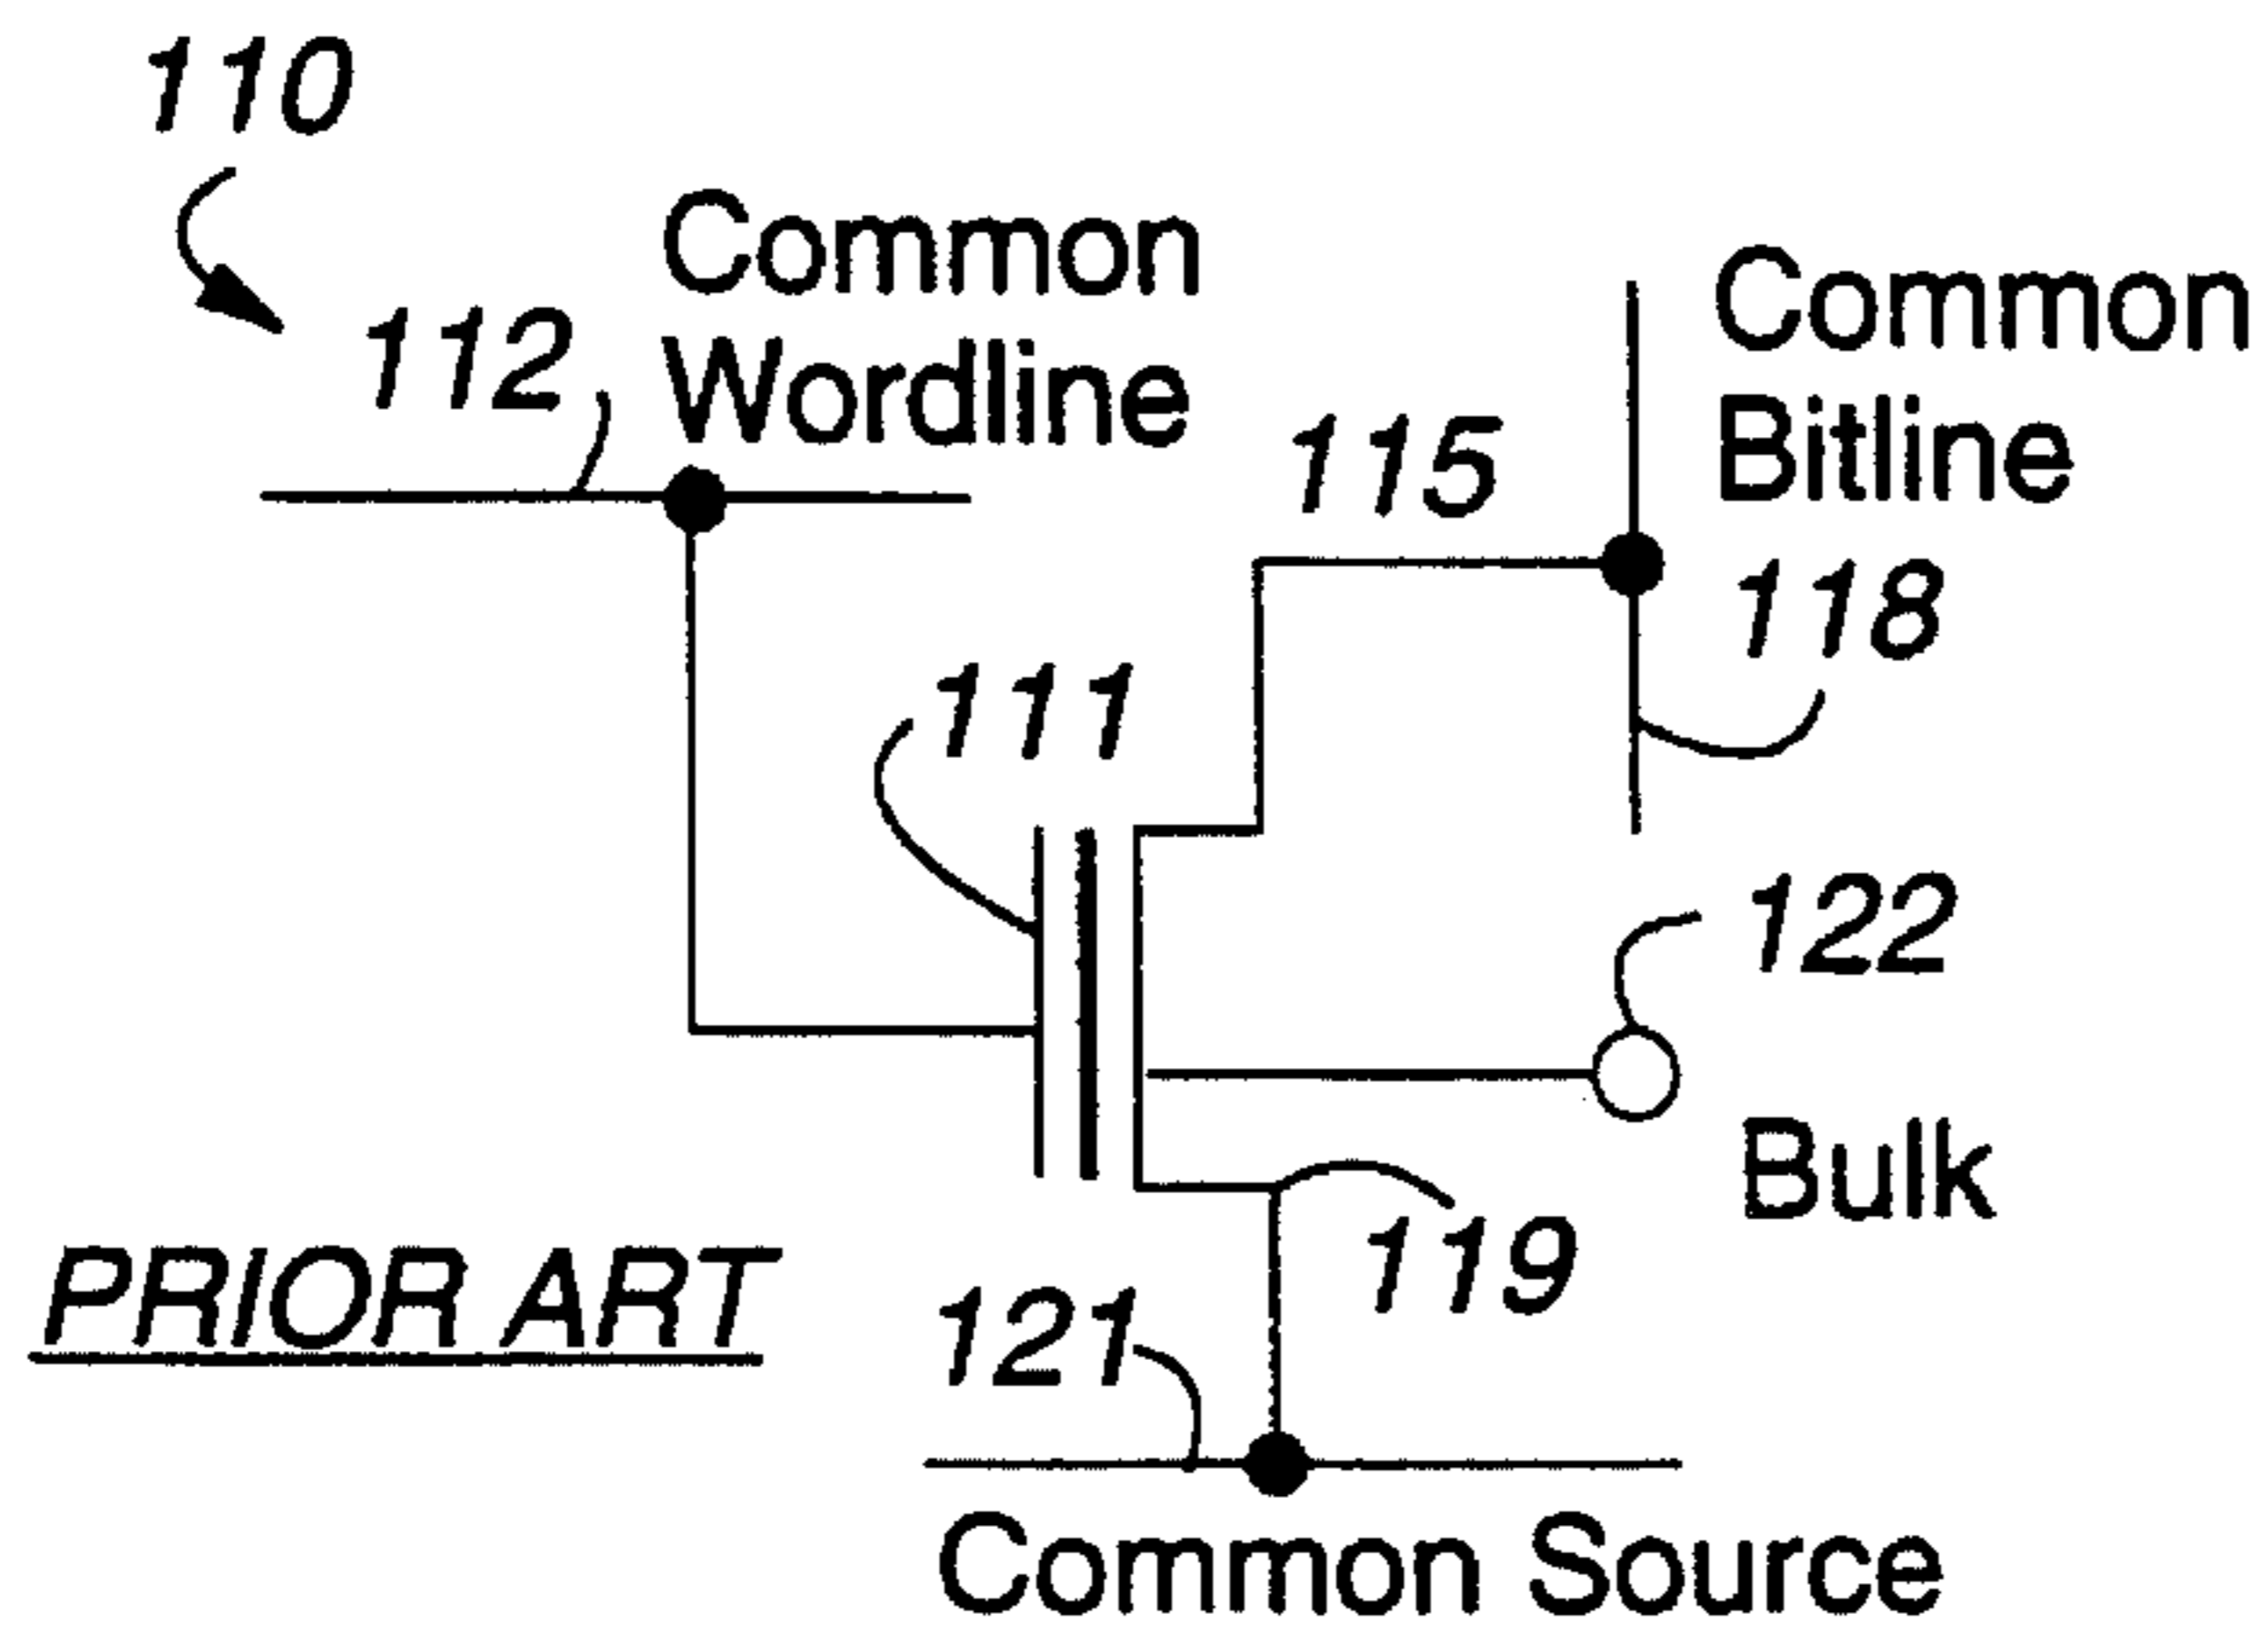 110
112
Common
Wordline
115
Common
Bitline
118
111
122
Bulk
119
PRIOR ART
121
Common Source